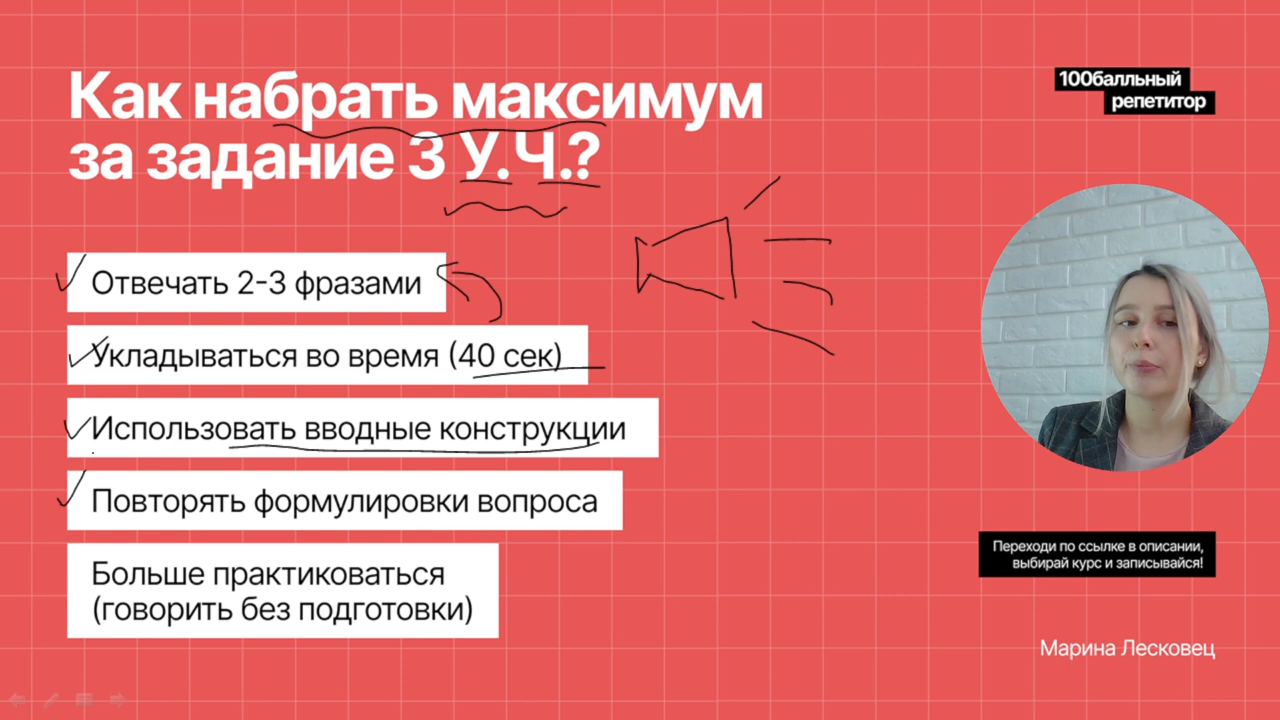 Как набрать максимум
за задание 3 У.Ч.?
100балльный
репетитор
Отвечать 2-3 фразами
Укладываться во время (40 сек)
Использовать вводные конструкции
Повторять формулировки вопроса
Больше практиковаться
(говорить без подготовки)
Переходи по ссылке в описании,
выбирай курс и записывайся!
Марина Лесковец